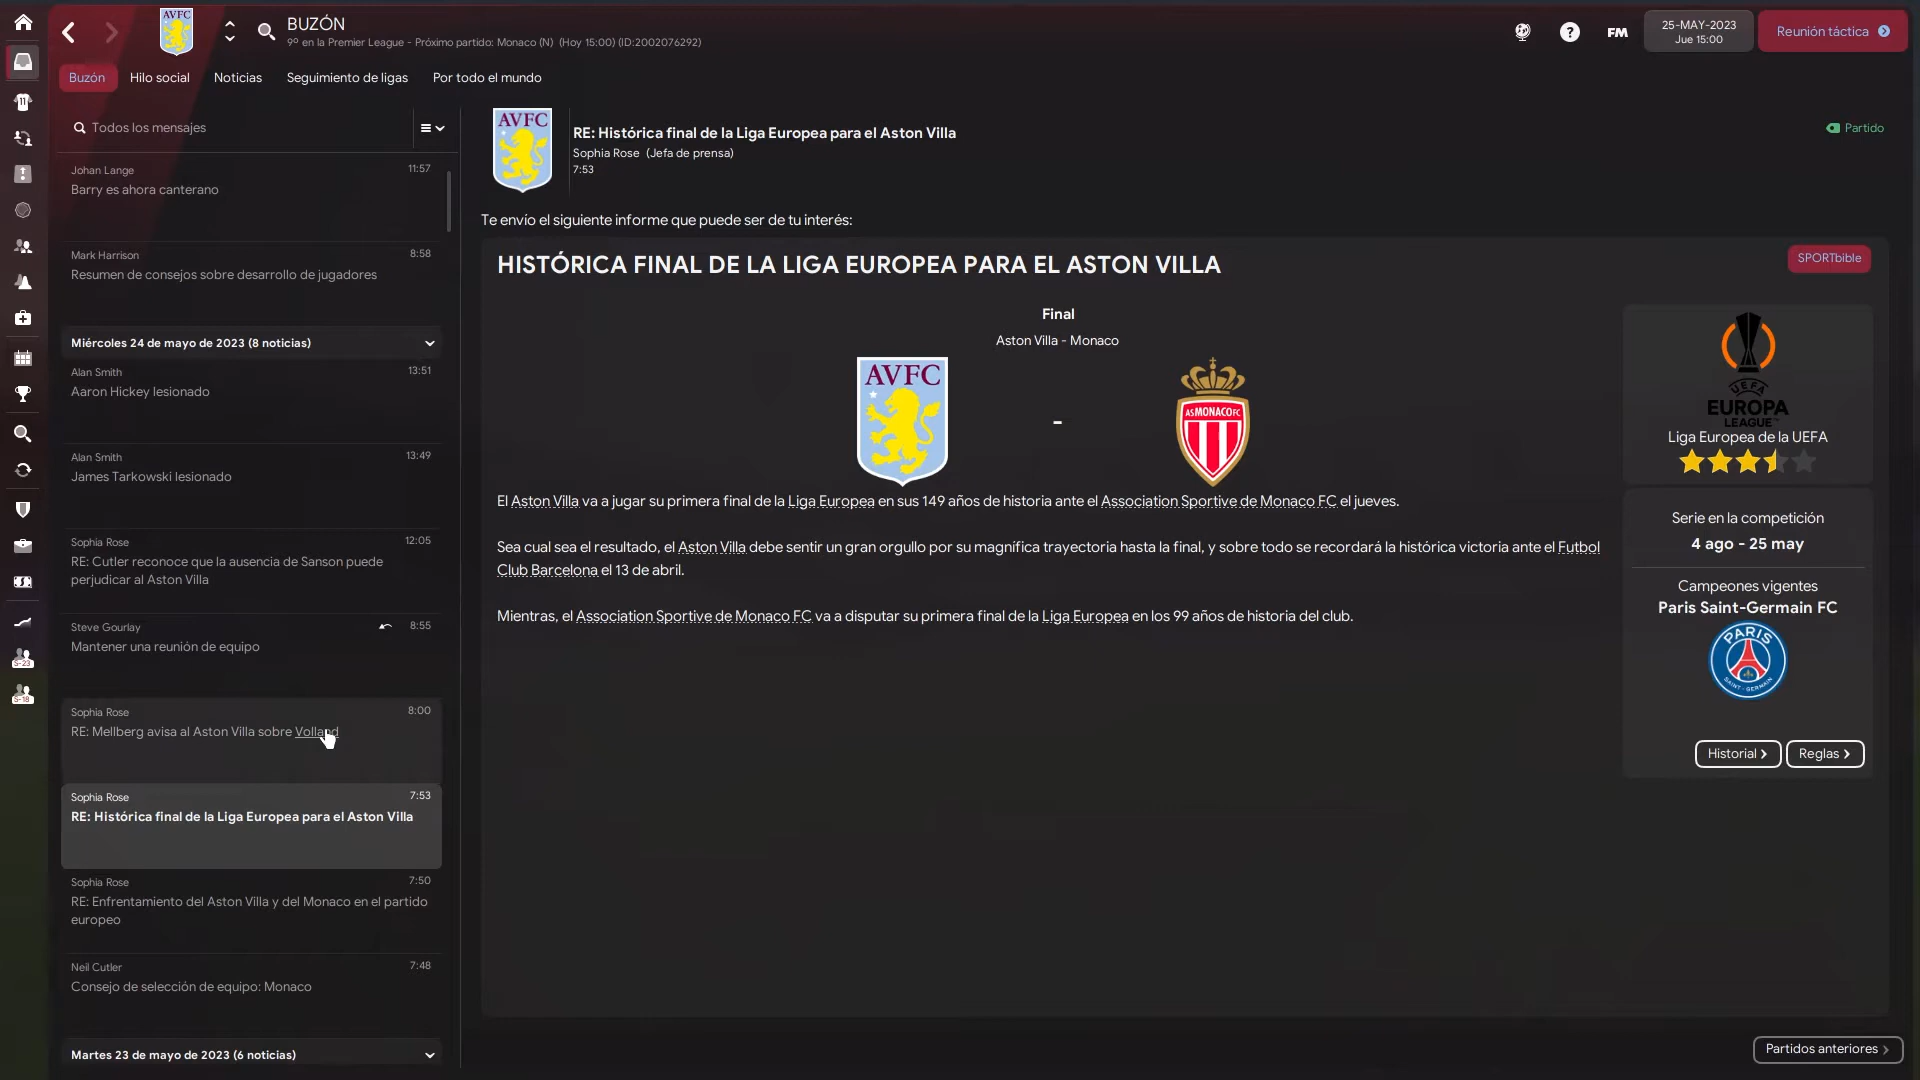 AVFC
BUZÓN
9º en la Premier League - Próximo partido: Monaco (N) (Hoy 15:00) (ID:2002076292)
FM
25-MAY-2023
Jue 15:00
Reunión táctica
Buzón
Hilo social
Noticias
Seguimiento de ligas
Por todo el mundo
Todos los mensajes
Johan Lange
11:57
Barry es ahora canterano
Mark Harrison
8:58
Resumen de consejos sobre desarrollo de jugadores
Miércoles 24 de mayo de 2023 (8 noticias)
Alan Smith
13:51
Aaron Hickey lesionado
Alan Smith
13:49
James Tarkowski lesionado
Sophia Rose
12:05
RE: Cutler reconoce que la ausencia de Sanson puede
perjudicar al Aston Villa
Steve Gourlay
8:55
Mantener una reunión de equipo
Sophia Rose
8:00
RE: Mellberg avisa al Aston Villa sobre Volland
Sophia Rose
7:53
RE: Histórica final de la Liga Europea para el Aston Villa
Sophia Rose
7:50
RE: Enfrentamiento del Aston Villa y del Monaco en el partido
europeo
Neil Cutler
7:48
Consejo de selección de equipo: Monaco
Martes 23 de mayo de 2023 (6 noticias)
S-23
S-18
AVFC
RE: Histórica final de la Liga Europea para el Aston Villa
Sophia Rose (Jefa de prensa)
7:53
Partido
Te envío el siguiente informe que puede ser de tu interés:
HISTÓRICA FINAL DE LA LIGA EUROPEA PARA EL ASTON VILLA
SPORTbible
Final
Aston Villa - Monaco
AVFC
-
AS MONACO FC
El Aston Villa va a jugar su primera final de la Liga Europea en sus 149 años de historia ante el Association Sportive de Monaco FC el jueves.
Sea cual sea el resultado, el Aston Villa debe sentir un gran orgullo por su magnífica trayectoria hasta la final, y sobre todo se recordará la histórica victoria ante el Futbol
Club Barcelona el 13 de abril.
Mientras, el Association Sportive de Monaco FC va a disputar su primera final de la Liga Europea en los 99 años de historia del club.
UEFA
EUROPA
LEAGUE
Liga Europea de la UEFA
Serie en la competición
4 ago - 25 may
Campeones vigentes
Paris Saint-Germain FC
PARIS
SAINT-GERMAIN
Historial
Reglas
Partidos anteriores